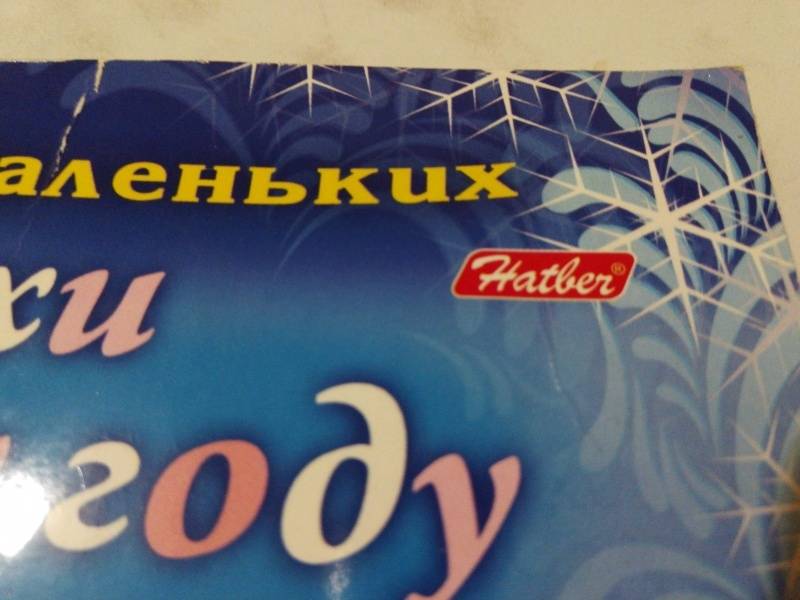 аленьких
Hatber®
хи
году